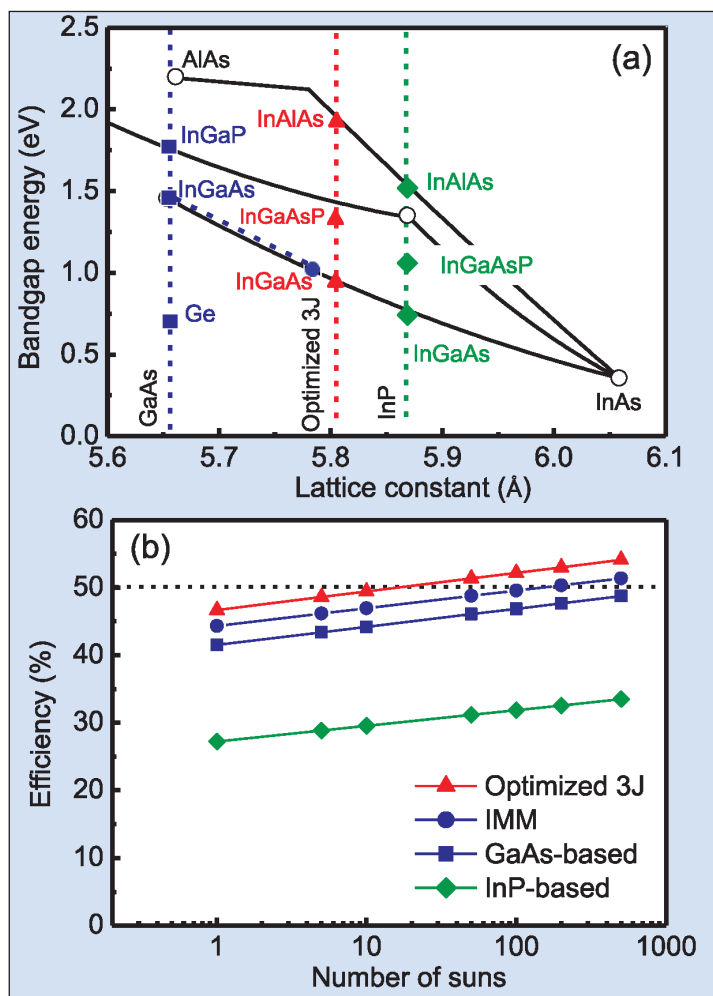 (a)
Bandgap energy (eV)
2.5
2.0
1.5
1.0
0.5
0.0
AlAs
InGaP
InGaAs
Ge
GaAs
InAlAs
InGaAsP
InGaAs
Optimized 3J
InAlAs
InGaAsP
InGaAs
InP
InAs
5.6 5.7 5.8 5.9 6.0 6.1
Lattice constant (Å)
(b)
Efficiency (%)
60
50
40
30
20
10
0
Optimized 3J
IMM
GaAs-based
InP-based
1 10 100 1000
Number of suns